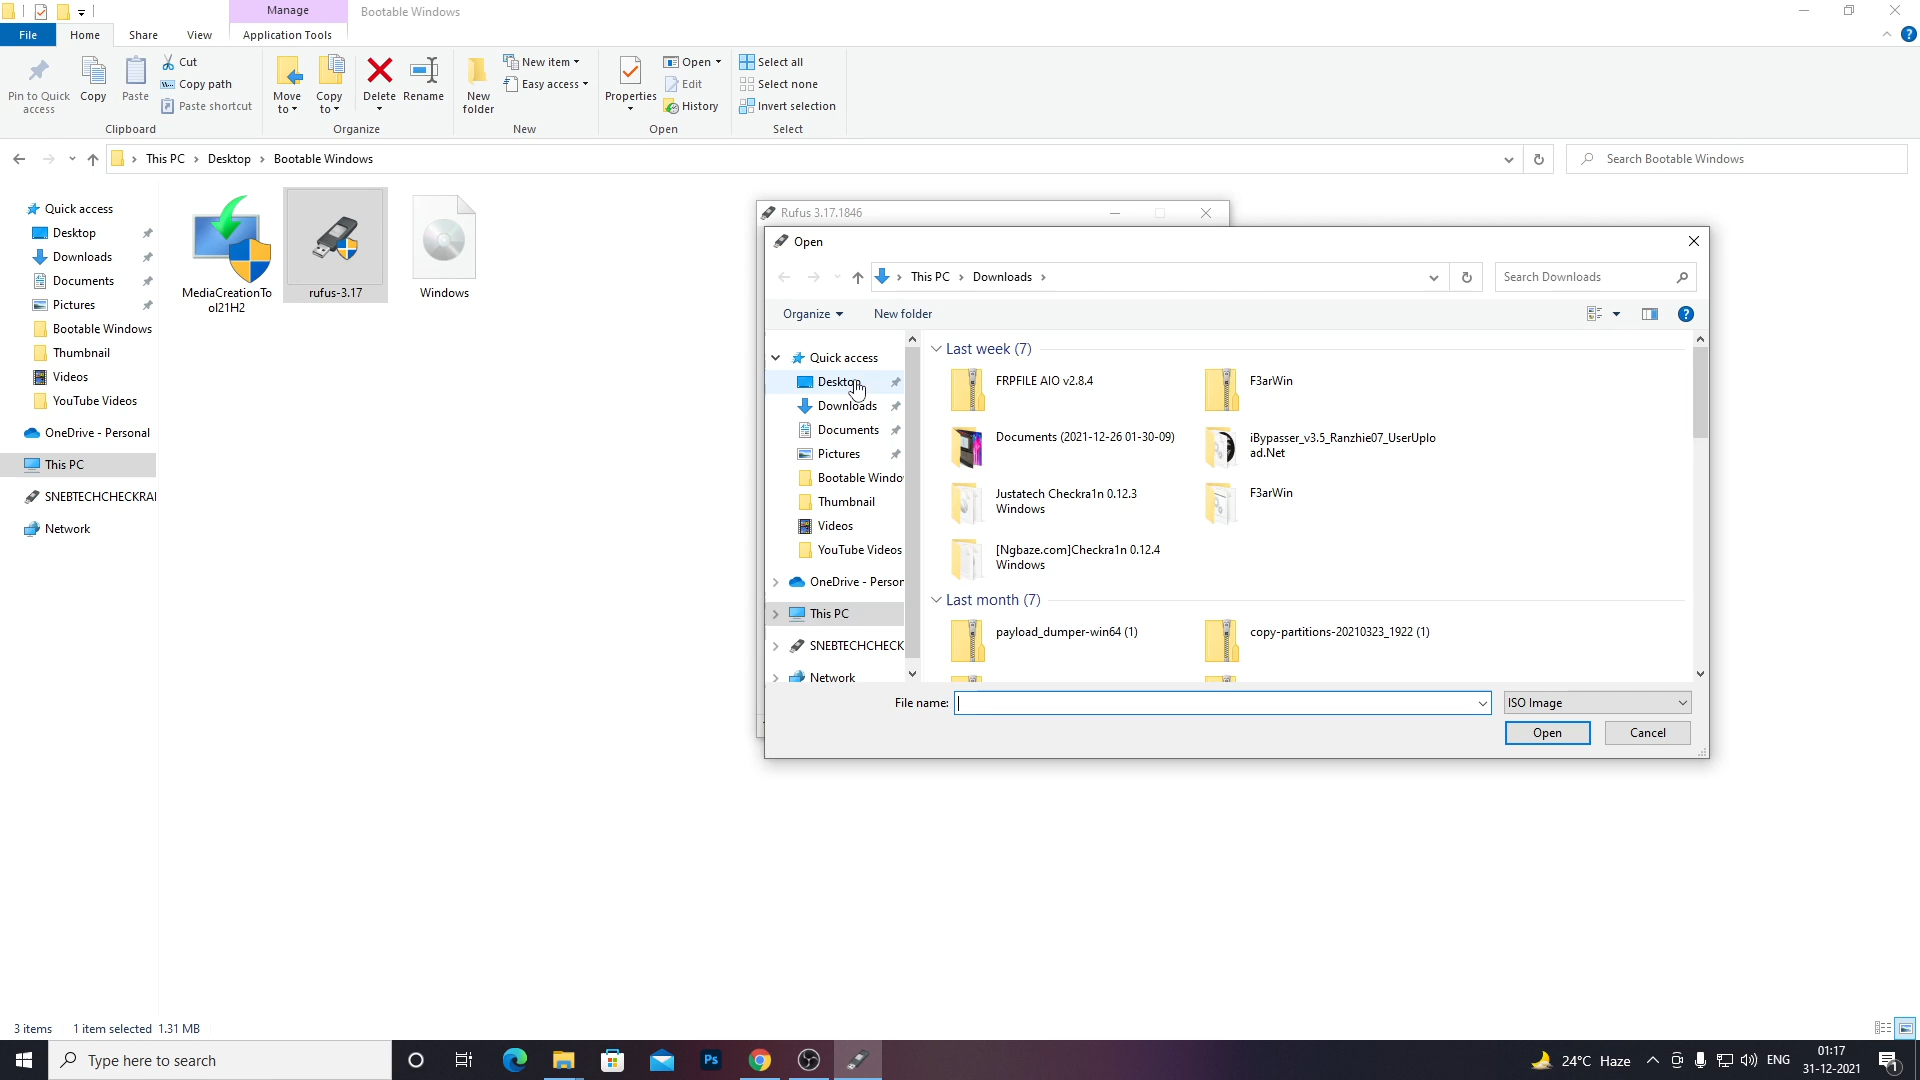 Manage
Bootable Windows
File
Home
Share
View
Application Tools
Pin to Quick access
Copy
Paste
Cut
Copy path
Paste shortcut
Clipboard
Move to
Copy to
Delete
Rename
Organize
New folder
New item
Easy access
New
Properties
Open
Edit
History
Open
Select all
Select none
Invert selection
Select
This PC
Desktop
Bootable Windows
Search Bootable Windows
Quick access
Desktop
Downloads
Documents
Pictures
Bootable Windows
Thumbnail
Videos
YouTube Videos
OneDrive - Personal
This PC
SNEBTECHCHECKRAI
Network
MediaCreationTo
ol21H2
rufus-3.17
Windows
Rufus 3.17.1846
Open
This PC
Downloads
Search Downloads
Organize
New folder
Quick access
Desktop
Downloads
Documents
Pictures
Bootable Windo
Thumbnail
Videos
YouTube Videos
OneDrive - Person
This PC
SNEBTECHCHECK
Network
Last week (7)
FRPFILE AIO v2.8.4
F3arWin
Documents (2021-12-26 01-30-09)
iBypasser_v3.5_Ranzhie07_UserUplo
ad.Net
Justatech Checkra1n 0.12.3
Windows
F3arWin
[Ngbaze.com]Checkra1n 0.12.4
Windows
Last month (7)
payload_dumper-win64 (1)
copy-partitions-20210323_1922 (1)
File name:
ISO Image
Open
Cancel
3 items
1 item selected 1.31 MB
Type here to search
Ps
24°C Haze
ENG
01:17
31-12-2021
1